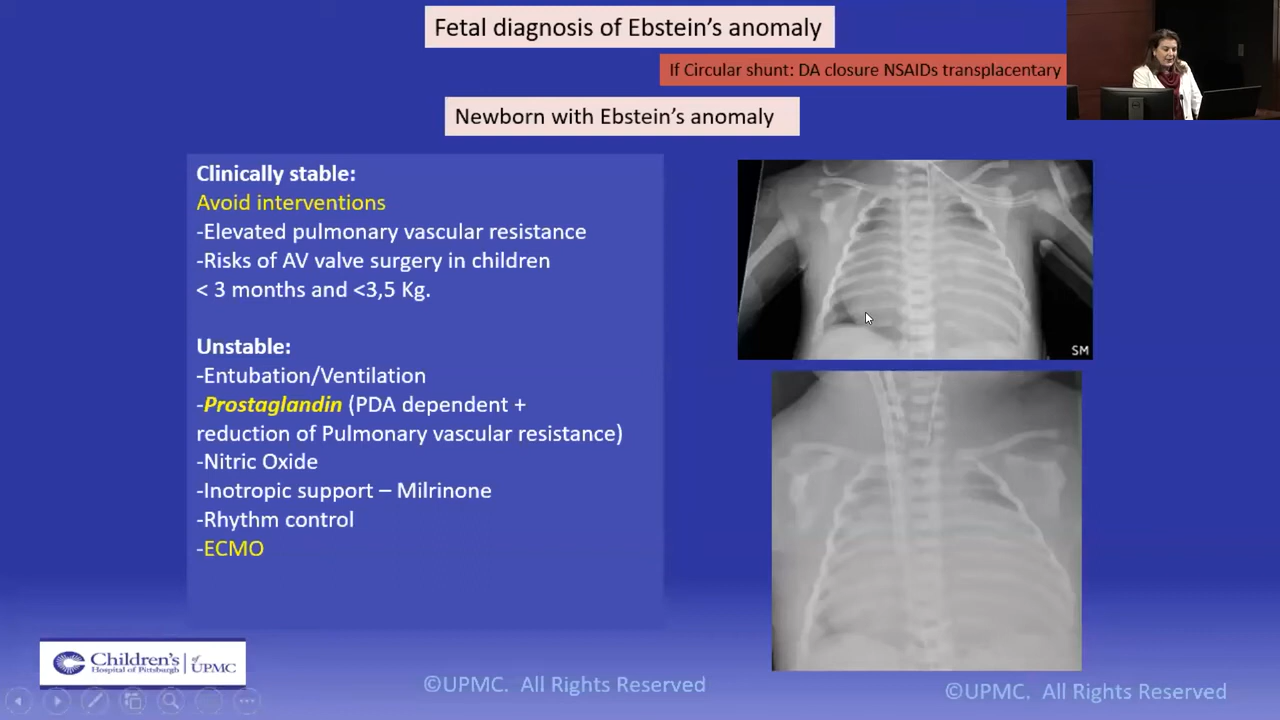 Fetal diagnosis of Ebstein's anomaly
If Circular shunt: DA closure NSAIDs transplacentary
Newborn with Ebstein's anomaly
Clinically stable:
Avoid interventions
-Elevated pulmonary vascular resistance
-Risks of AV valve surgery in children
< 3 months and <3,5 Kg.
Unstable:
-Entubation/Ventilation
-Prostaglandin (PDA dependent +
reduction of Pulmonary vascular resistance)
-Nitric Oxide
-Inotropic support – Milrinone
-Rhythm control
-ECMO
SM
Children's
Hospital of Pittsburgh
of
UPMC
©UPMC. All Rights Reserved
©UPMC. All Rights Reserved